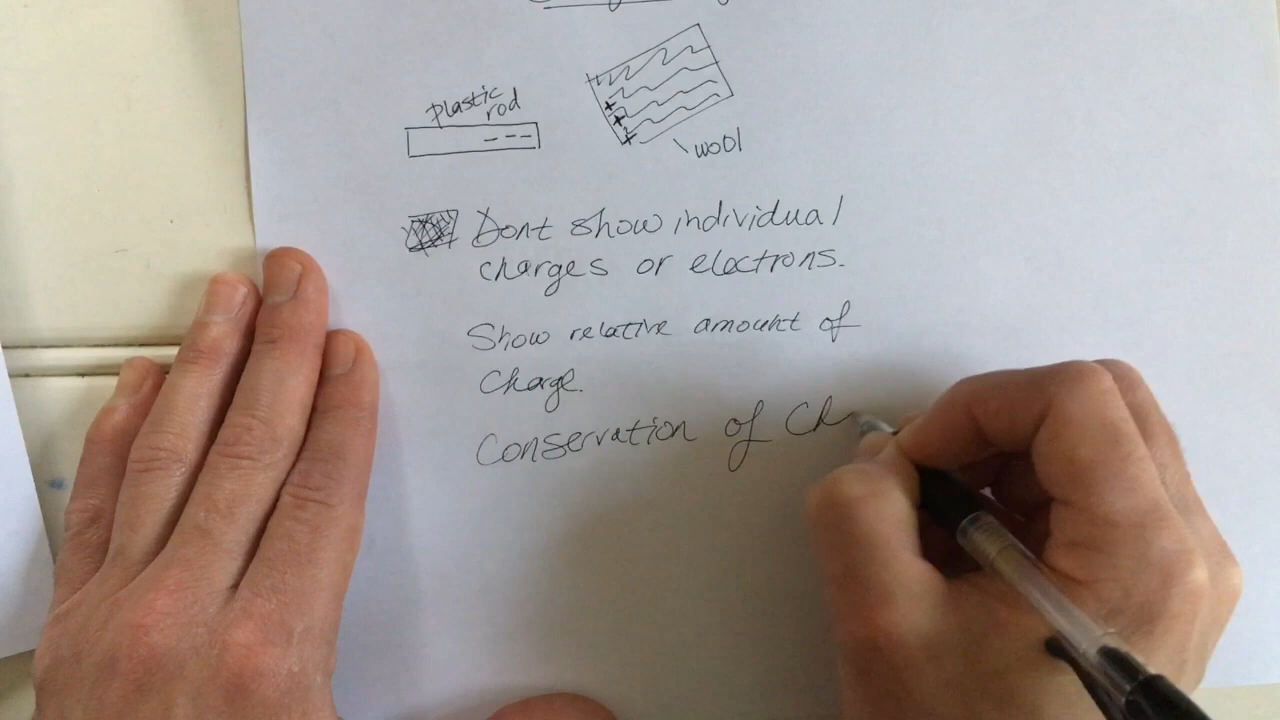 plastic
rod
wool
Dont show individual
charges or electrons.
Show relative amount of
Charge.
Conservation of Ch